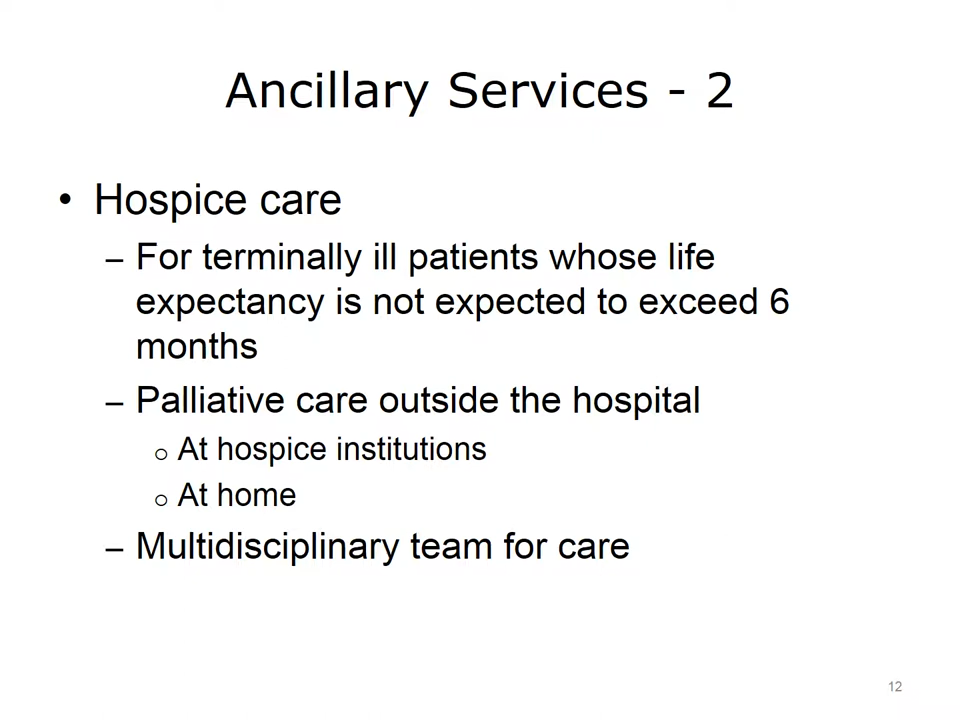 Ancillary Services - 2
• Hospice care
– For terminally ill patients whose life
expectancy is not expected to exceed 6
months
– Palliative care outside the hospital
o At hospice institutions
o At home
– Multidisciplinary team for care
12